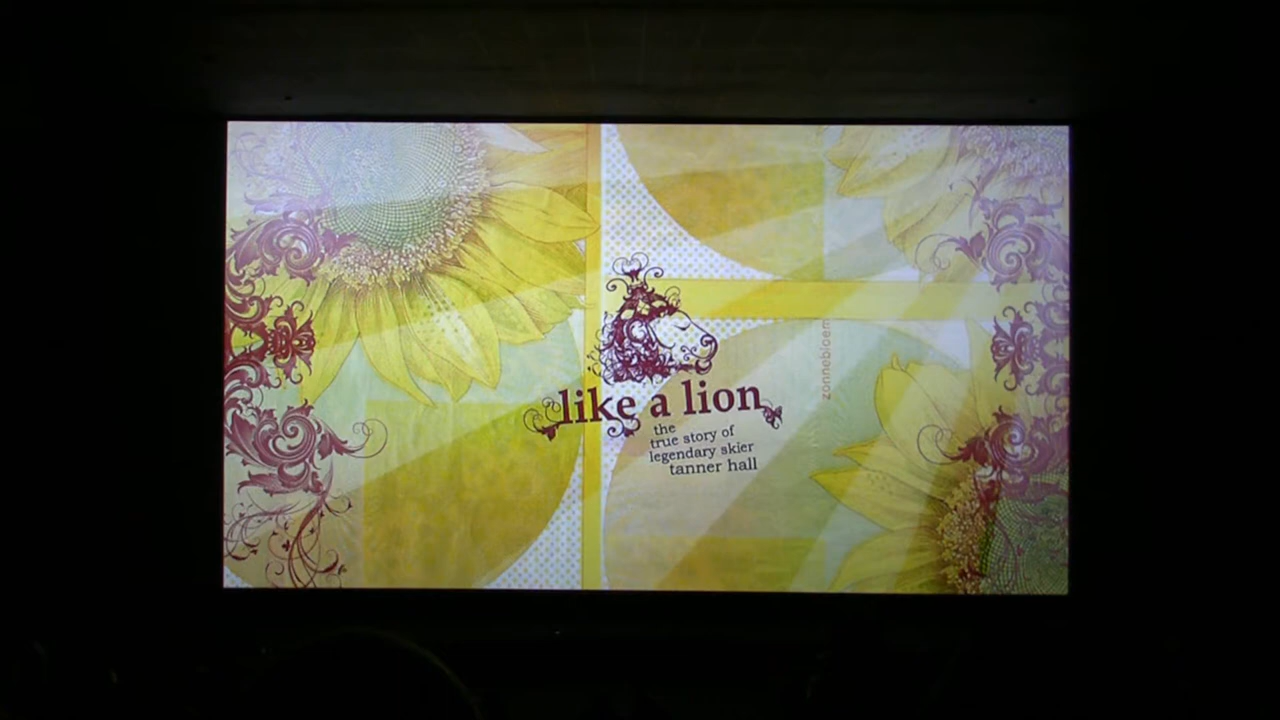 like a lion
the
true story of
legendary skier
tanner hall
zonnebloem